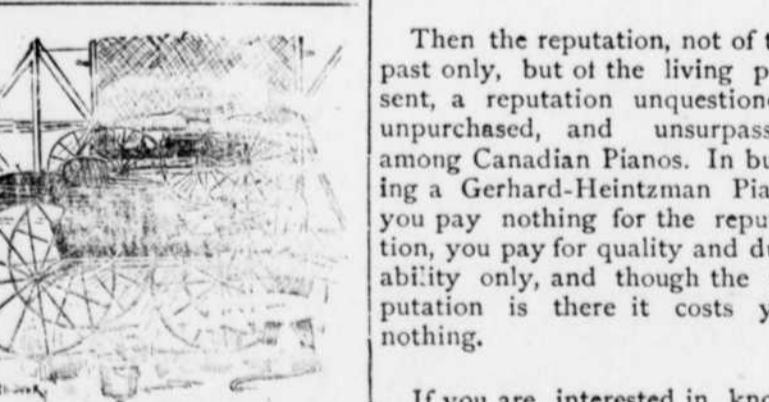 Then the reputation, not of t
past only, but of the living p
sent, a reputation unquestione
unpurchased, and unsurpass
among Canadian Pianos. In bu
ing a Gerhard-Heintzman Pia
you pay nothing for the reput
tion, you pay for quality and du
ability only, and though the
putation is there it costs y
nothing.
If you are interested in kno